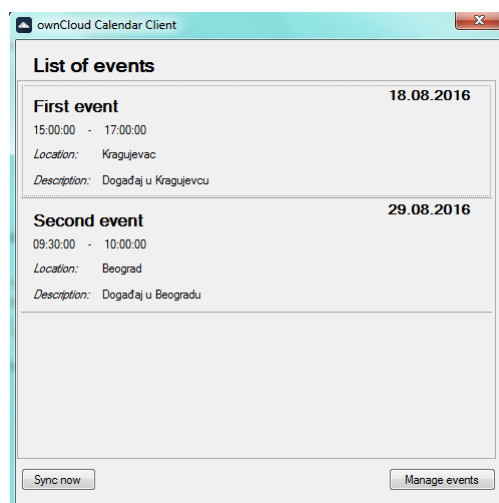 ownCloud Calendar Client
List of events
18.08.2016
First event
15:00:00 - 17:00:00
Location: Kragujevac
Description: Događaj u Kragujevcu
29.08.2016
Second event
09:30:00 - 10:00:00
Location: Beograd
Description: Događaj u Beogradu
Sync now
Manage events